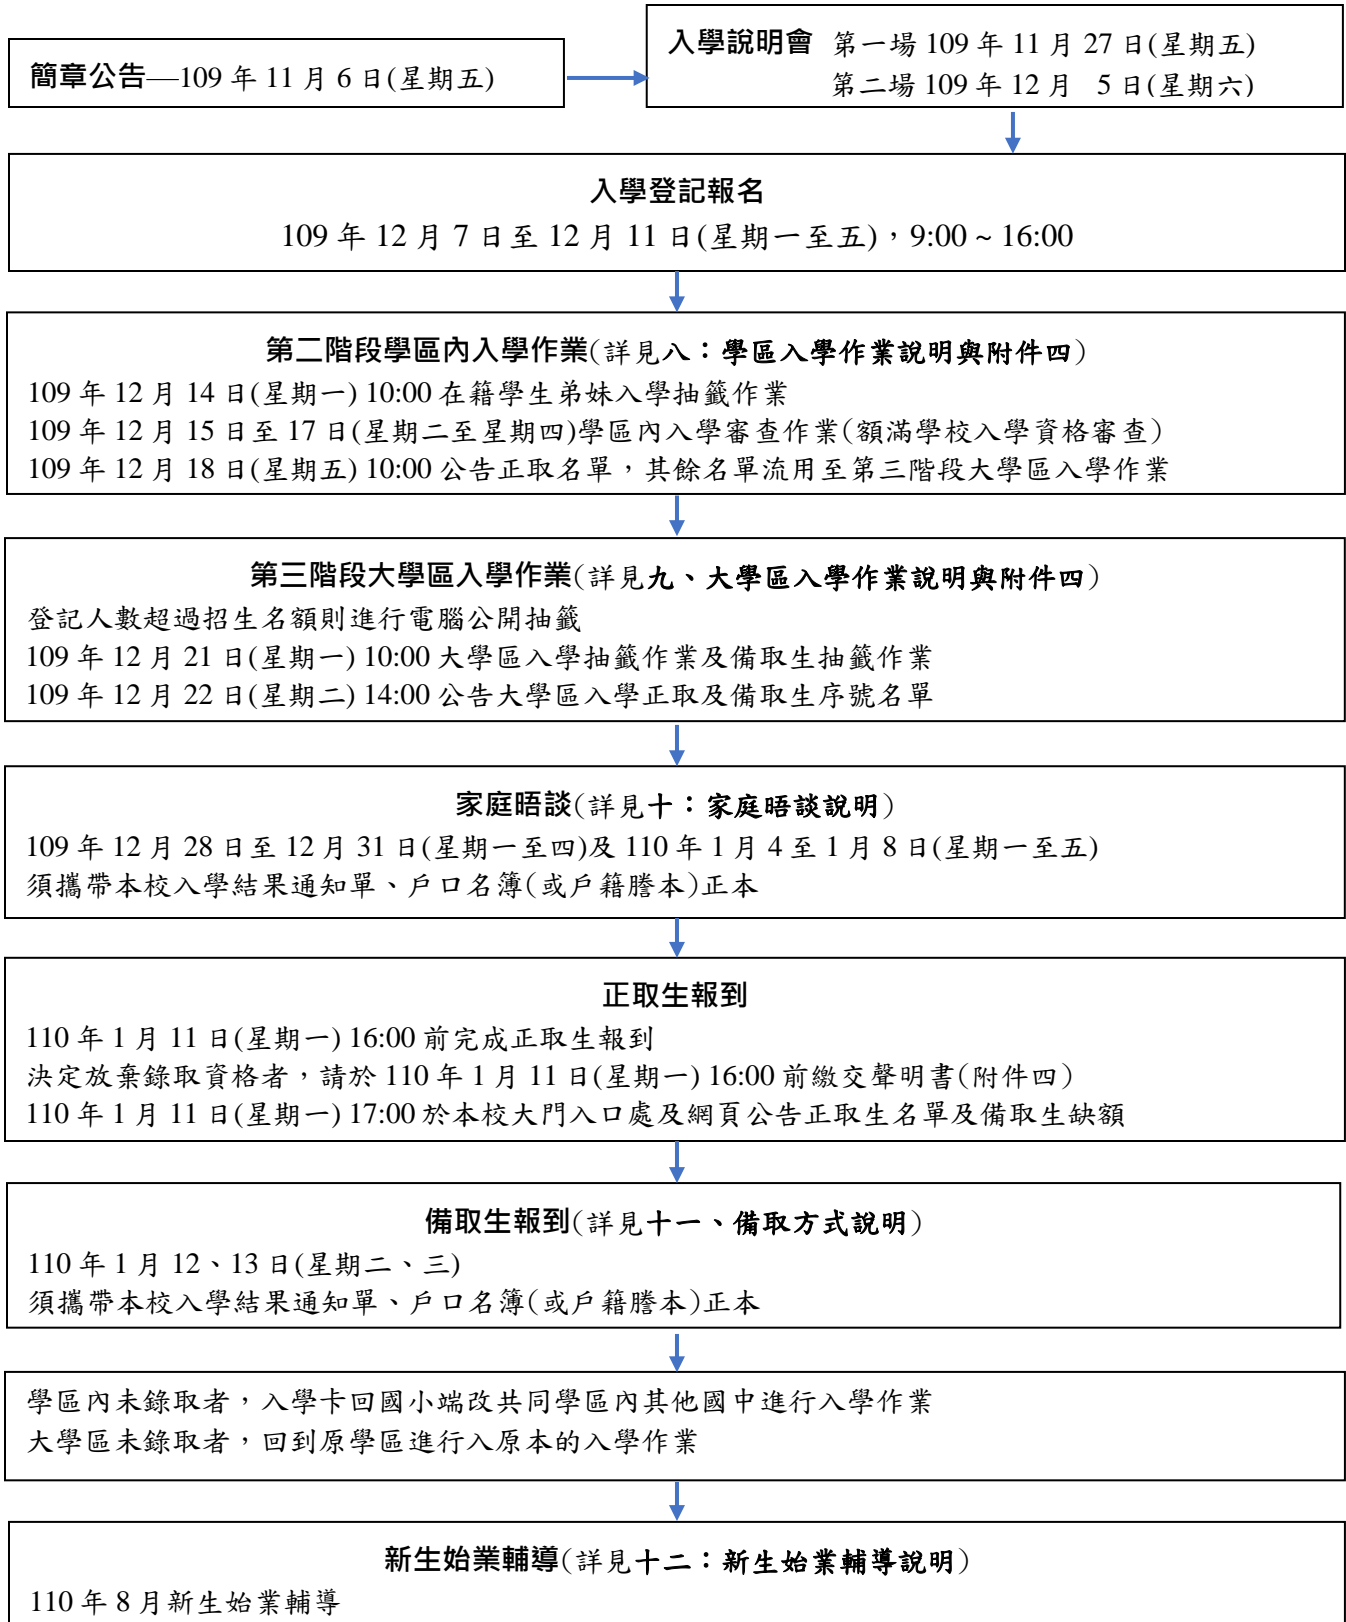 簡章公告—109 年 11 月 6 日(星期五)
入學說明會 第一場 109 年 11 月 27 日(星期五)
第二場 109 年 12 月 5 日(星期六)
入學登記報名
109 年 12 月 7 日至 12 月 11 日(星期一至五)，9:00 ~ 16:00
第二階段學區內入學作業(詳見八：學區入學作業說明與附件四)
109 年 12 月 14 日(星期一) 10:00 在籍學生弟妹入學抽籤作業
109 年 12 月 15 日至 17 日(星期二至星期四)學區內入學審查作業(額滿學校入學資格審查)
109 年 12 月 18 日(星期五) 10:00 公告正取名單，其餘名單流用至第三階段大學區入學作業
第三階段大學區入學作業(詳見九、大學區入學作業說明與附件四)
登記人數超過招生名額則進行電腦公開抽籤
109 年 12 月 21 日(星期一) 10:00 大學區入學抽籤作業及備取生抽籤作業
109 年 12 月 22 日(星期二) 14:00 公告大學區入學正取及備取生序號名單
家庭晤談(詳見十：家庭晤談說明)
109 年 12 月 28 日至 12 月 31 日(星期一至四)及 110 年 1 月 4 至 1 月 8 日(星期一至五)
須攜帶本校入學結果通知單、戶口名簿(或戶籍謄本)正本
正取生報到
110 年 1 月 11 日(星期一) 16:00 前完成正取生報到
決定放棄錄取資格者，請於 110 年 1 月 11 日(星期一) 16:00 前繳交聲明書(附件四)
110 年 1 月 11 日(星期一) 17:00 於本校大門入口處及網頁公告正取生名單及備取生缺額
備取生報到(詳見十一、備取方式說明)
110 年 1 月 12、13 日(星期二、三)
須攜帶本校入學結果通知單、戶口名簿(或戶籍謄本)正本
學區內未錄取者，入學卡回國小端改共同學區內其他國中進行入學作業
大學區未錄取者，回到原學區進行入原本的入學作業
新生始業輔導(詳見十二：新生始業輔導說明)
110 年 8 月新生始業輔導